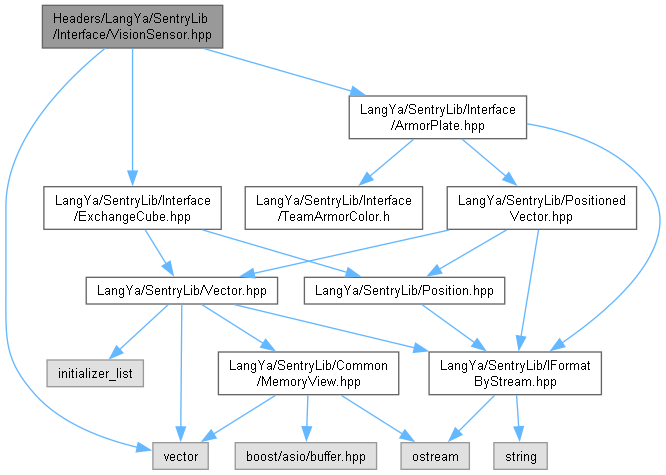 Headers/LangYa/SentryLib
/Interface/VisionSensor.hpp
LangYa/SentryLib/Interface
/ArmorPlate.hpp
LangYa/SentryLib/Interface
/ExchangeCube.hpp
LangYa/SentryLib/Interface
/TeamArmorColor.h
LangYa/SentryLib/Positioned
Vector.hpp
LangYa/SentryLib/Vector.hpp
LangYa/SentryLib/Position.hpp
initializer_list
LangYa/SentryLib/Common
/MemoryView.hpp
LangYa/SentryLib/IFormat
ByStream.hpp
vector
boost/asio/buffer.hpp
ostream
string